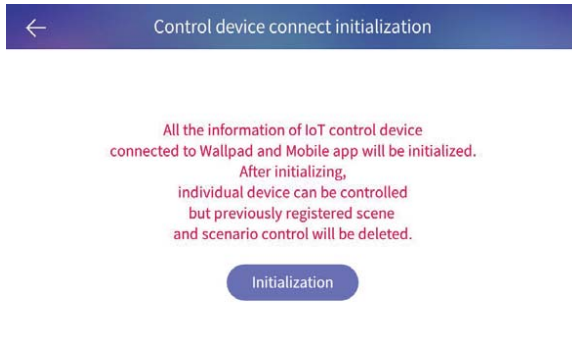 Control device connect initialization
All the information of IoT control device
connected to Wallpad and Mobile app will be initialized.
After initializing,
individual device can be controlled
but previously registered scene
and scenario control will be deleted.
Initialization